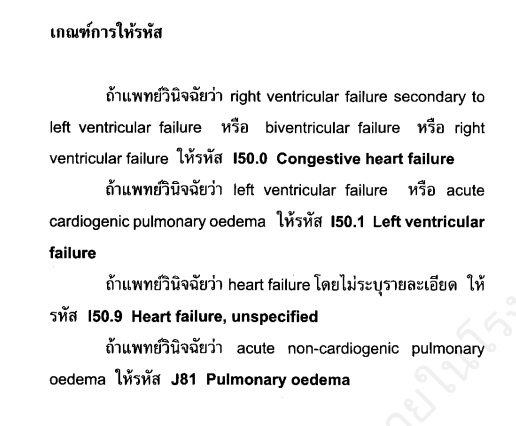 เกณฑ์การให้รหัส
ถ้าแพทย์วินิจฉัยว่า right ventricular failure secondary to
left ventricular failure หรือ biventricular failure หรือ right
ventricular failure ให้รหัส I50.0 Congestive heart failure
ถ้าแพทย์วินิจฉัยว่า left ventricular failure หรือ acute
cardiogenic pulmonary oedema ให้รหัส I50.1 Left ventricular
failure
ถ้าแพทย์วินิจฉัยว่า heart failure โดยไม่ระบุรายละเอียด ให้
รหัส I50.9 Heart failure, unspecified
ถ้าแพทย์วินิจฉัยว่า acute non-cardiogenic pulmonary
oedema ให้รหัส J81 Pulmonary oedema